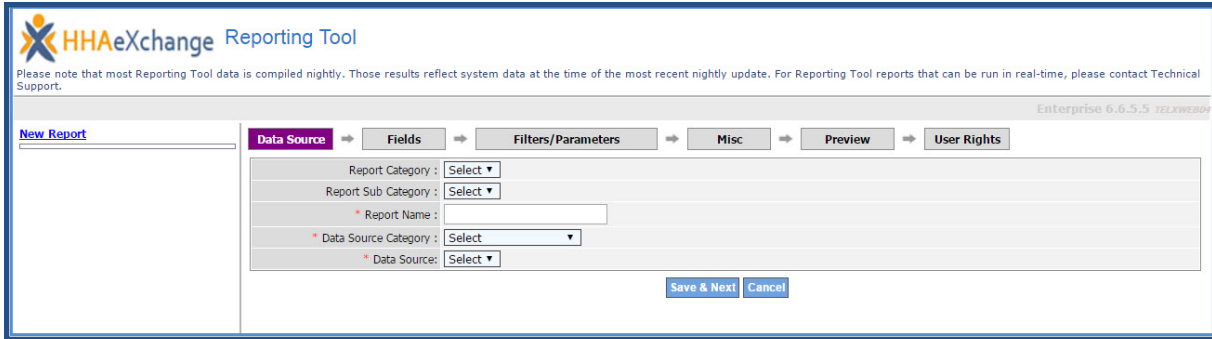 HHAeXchange Reporting Tool
Please note that most Reporting Tool data is compiled nightly. Those results reflect system data at the time of the most recent nightly update. For Reporting Tool reports that can be run in real-time, please contact Technical
Support.
Enterprise 6.6.5.5 TELXWEB04
New Report
Data Source Fields Filters/Parameters Misc Preview User Rights
Report Category : Select
Report Sub Category : Select
* Report Name :
* Data Source Category : Select
* Data Source: Select
Save & Next Cancel